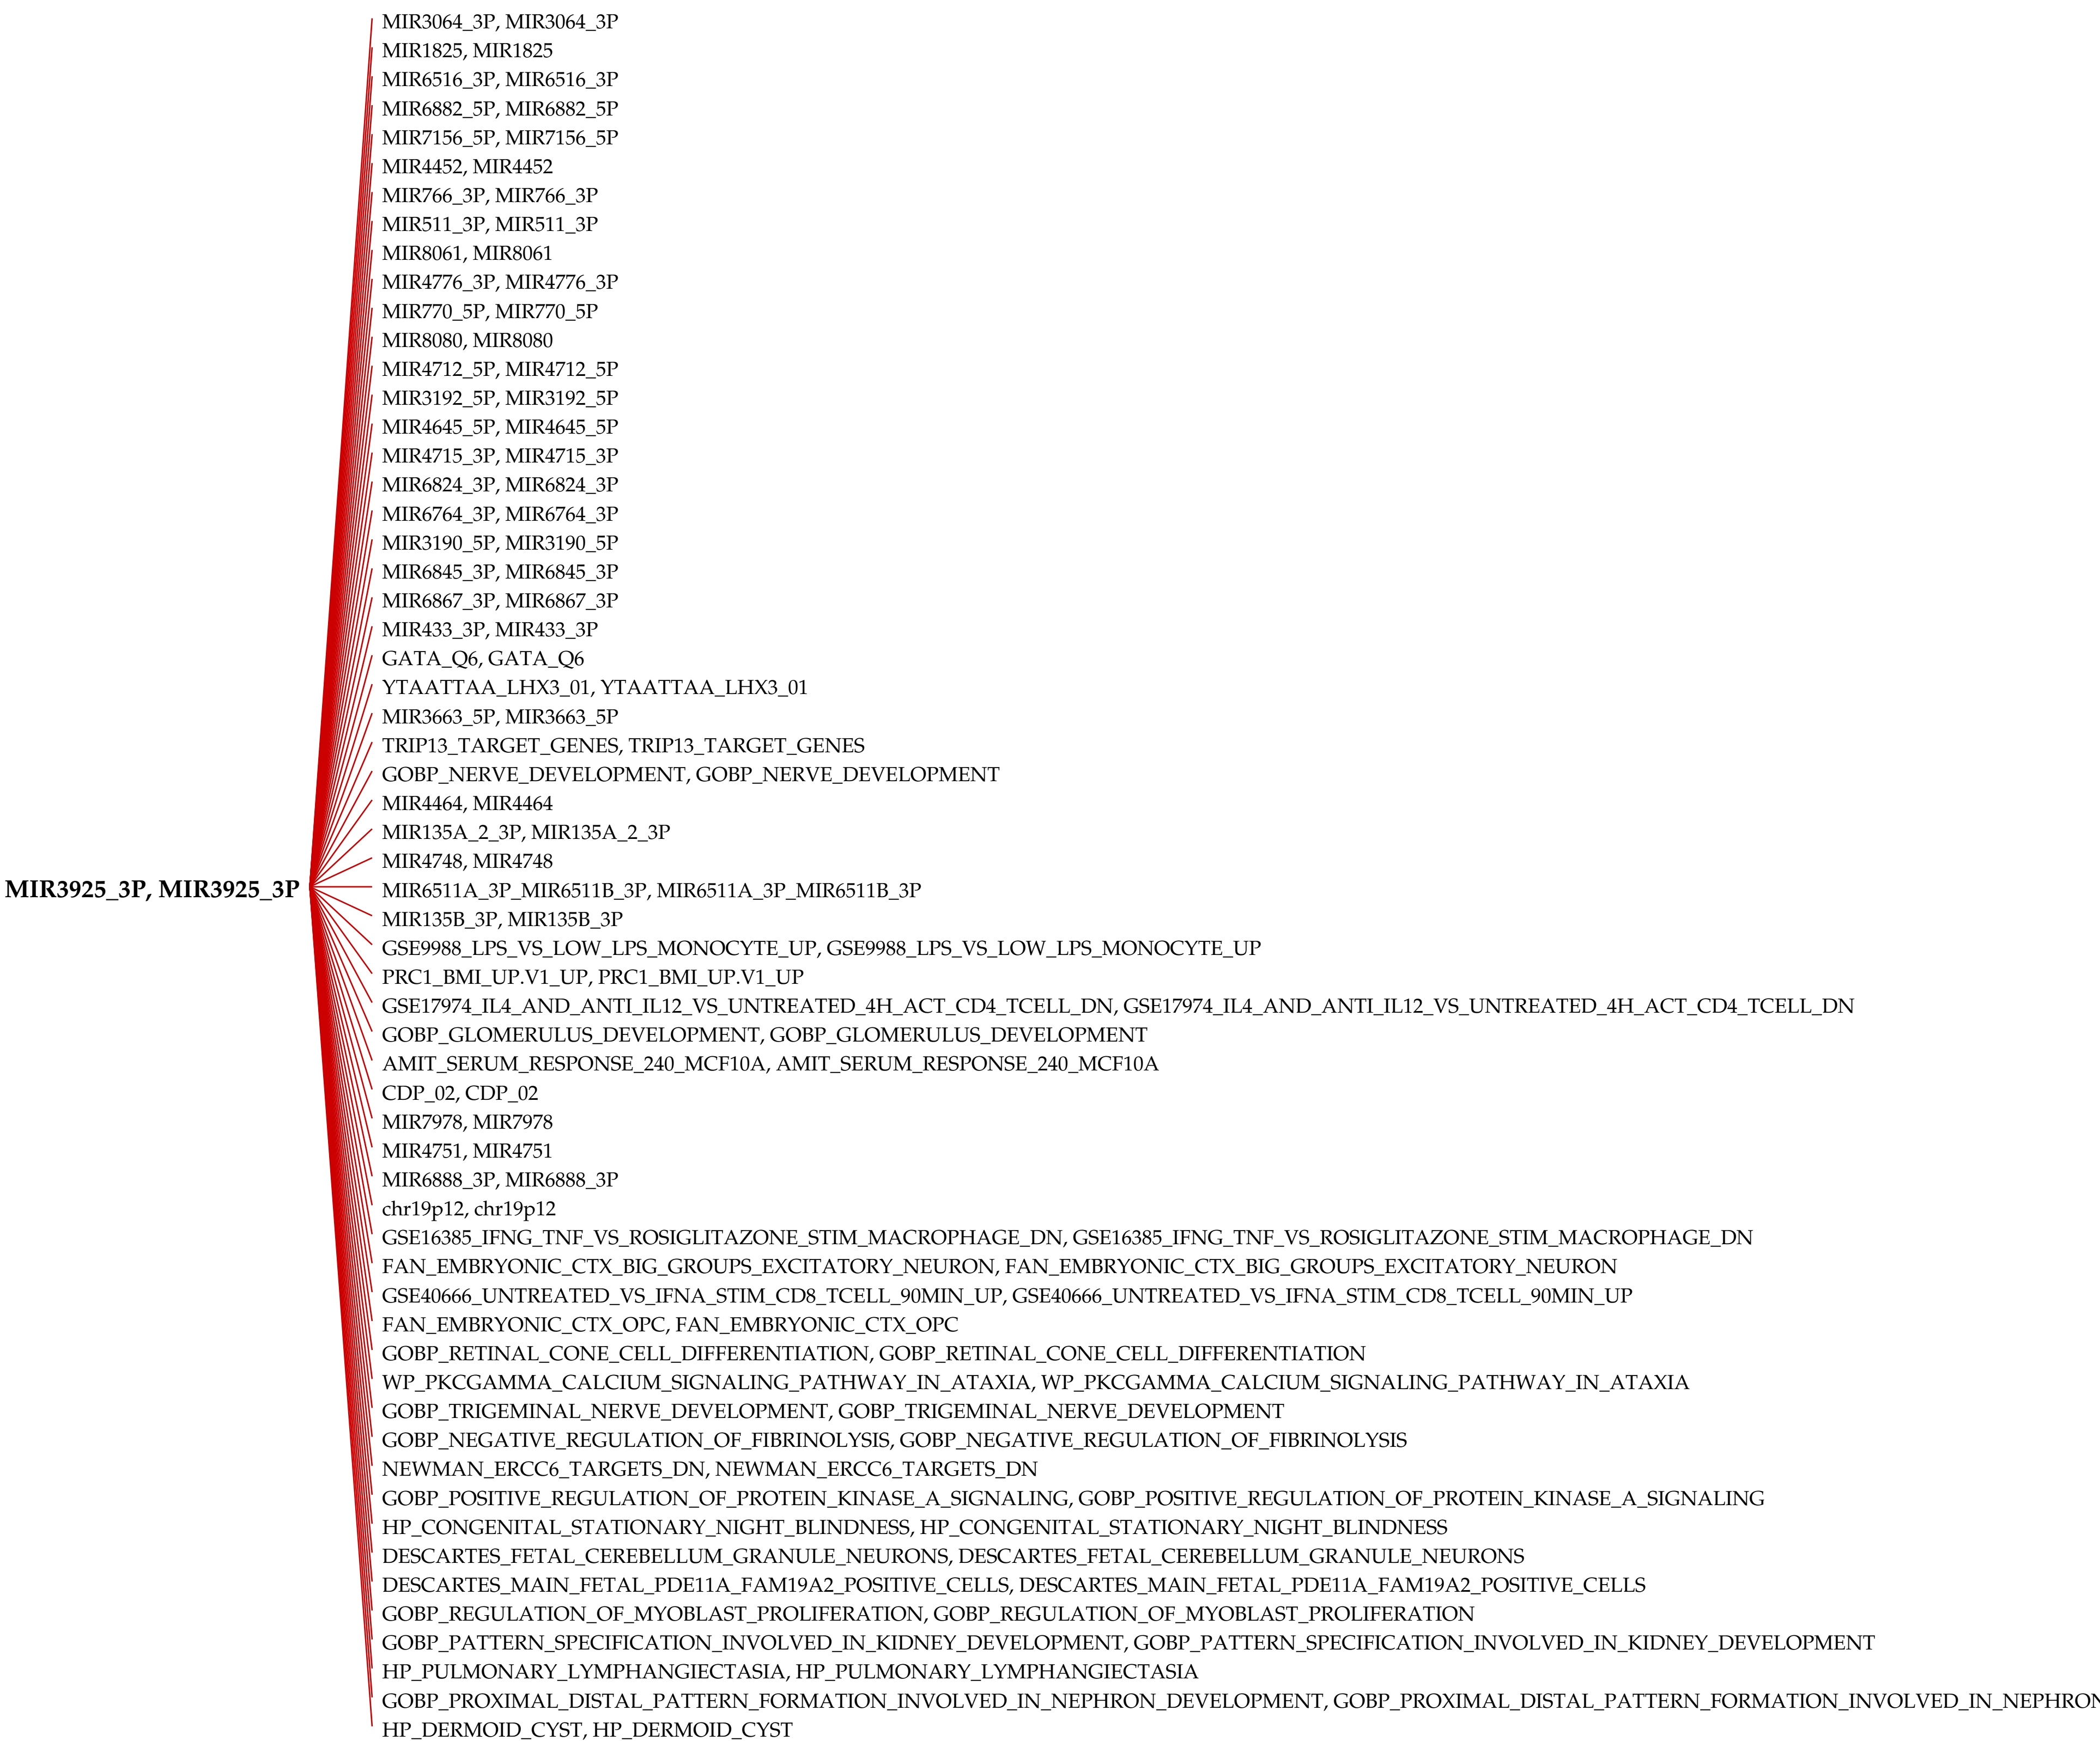 MIR3064_3P, MIR3064_3P
MIR1825, MIR1825
MIR6516_3P, MIR6516_3P
MIR6882_5P, MIR6882_5P
MIR7156_5P, MIR7156_5P
MIR4452, MIR4452
MIR766_3P, MIR766_3P
MIR511_3P, MIR511_3P
MIR8061, MIR8061
MIR4776_3P, MIR4776_3P
MIR770_5P, MIR770_5P
MIR8080, MIR8080
MIR4712_5P, MIR4712_5P
MIR3192_5P, MIR3192_5P
MIR4645_5P, MIR4645_5P
MIR4715_3P, MIR4715_3P
MIR6824_3P, MIR6824_3P
MIR6764_3P, MIR6764_3P
MIR3190_5P, MIR3190_5P
MIR6845_3P, MIR6845_3P
MIR6867_3P, MIR6867_3P
MIR433_3P, MIR433_3P
GATA_Q6, GATA_Q6
YTAATTAA_LHX3_01, YTAATTAA_LHX3_01
MIR3663_5P, MIR3663_5P
TRIP13_TARGET_GENES, TRIP13_TARGET_GENES
GOBP_NERVE_DEVELOPMENT, GOBP_NERVE_DEVELOPMENT
MIR4464, MIR4464
MIR135A_2_3P, MIR135A_2_3P
MIR4748, MIR4748
MIR3925_3P, MIR3925_3P
MIR6511A_3P_MIR6511B_3P, MIR6511A_3P_MIR6511B_3P
MIR135B_3P, MIR135B_3P
GSE9988_LPS_VS_LOW_LPS_MONOCYTE_UP, GSE9988_LPS_VS_LOW_LPS_MONOCYTE_UP
PRC1_BMI_UP.V1_UP, PRC1_BMI_UP.V1_UP
GSE17974_IL4_AND_ANTI_IL12_VS_UNTREATED_4H_ACT_CD4_TCELL_DN, GSE17974_IL4_AND_ANTI_IL12_VS_UNTREATED_4H_ACT_CD4_TCELL_DN
GOBP_GLOMERULUS_DEVELOPMENT, GOBP_GLOMERULUS_DEVELOPMENT
AMIT_SERUM_RESPONSE_240_MCF10A, AMIT_SERUM_RESPONSE_240_MCF10A
CDP_02, CDP_02
MIR7978, MIR7978
MIR4751, MIR4751
MIR6888_3P, MIR6888_3P
chr19p12, chr19p12
GSE16385_IFNG_TNF_VS_ROSIGLITAZONE_STIM_MACROPHAGE_DN, GSE16385_IFNG_TNF_VS_ROSIGLITAZONE_STIM_MACROPHAGE_DN
FAN_EMBRYONIC_CTX_BIG_GROUPS_EXCITATORY_NEURON, FAN_EMBRYONIC_CTX_BIG_GROUPS_EXCITATORY_NEURON
GSE40666_UNTREATED_VS_IFNA_STIM_CD8_TCELL_90MIN_UP, GSE40666_UNTREATED_VS_IFNA_STIM_CD8_TCELL_90MIN_UP
FAN_EMBRYONIC_CTX_OPC, FAN_EMBRYONIC_CTX_OPC
GOBP_RETINAL_CONE_CELL_DIFFERENTIATION, GOBP_RETINAL_CONE_CELL_DIFFERENTIATION
WP_PKCGAMMA_CALCIUM_SIGNALING_PATHWAY_IN_ATAXIA, WP_PKCGAMMA_CALCIUM_SIGNALING_PATHWAY_IN_ATAXIA
GOBP_TRIGEMINAL_NERVE_DEVELOPMENT, GOBP_TRIGEMINAL_NERVE_DEVELOPMENT
GOBP_NEGATIVE_REGULATION_OF_FIBRINOLYSIS, GOBP_NEGATIVE_REGULATION_OF_FIBRINOLYSIS
NEWMAN_ERCC6_TARGETS_DN, NEWMAN_ERCC6_TARGETS_DN
GOBP_POSITIVE_REGULATION_OF_PROTEIN_KINASE_A_SIGNALING, GOBP_POSITIVE_REGULATION_OF_PROTEIN_KINASE_A_SIGNALING
HP_CONGENITAL_STATIONARY_NIGHT_BLINDNESS, HP_CONGENITAL_STATIONARY_NIGHT_BLINDNESS
DESCARTES_FETAL_CEREBELLUM_GRANULE_NEURONS, DESCARTES_FETAL_CEREBELLUM_GRANULE_NEURONS
DESCARTES_MAIN_FETAL_PDE11A_FAM19A2_POSITIVE_CELLS, DESCARTES_MAIN_FETAL_PDE11A_FAM19A2_POSITIVE_CELLS
GOBP_REGULATION_OF_MYOBLAST_PROLIFERATION, GOBP_REGULATION_OF_MYOBLAST_PROLIFERATION
GOBP_PATTERN_SPECIFICATION_INVOLVED_IN_KIDNEY_DEVELOPMENT, GOBP_PATTERN_SPECIFICATION_INVOLVED_IN_KIDNEY_DEVELOPMENT
HP_PULMONARY_LYMPHANGIECTASIA, HP_PULMONARY_LYMPHANGIECTASIA
GOBP_PROXIMAL_DISTAL_PATTERN_FORMATION_INVOLVED_IN_NEPHRON_DEVELOPMENT, GOBP_PROXIMAL_DISTAL_PATTERN_FORMATION_INVOLVED_IN_NEPHRON
HP_DERMOID_CYST, HP_DERMOID_CYST